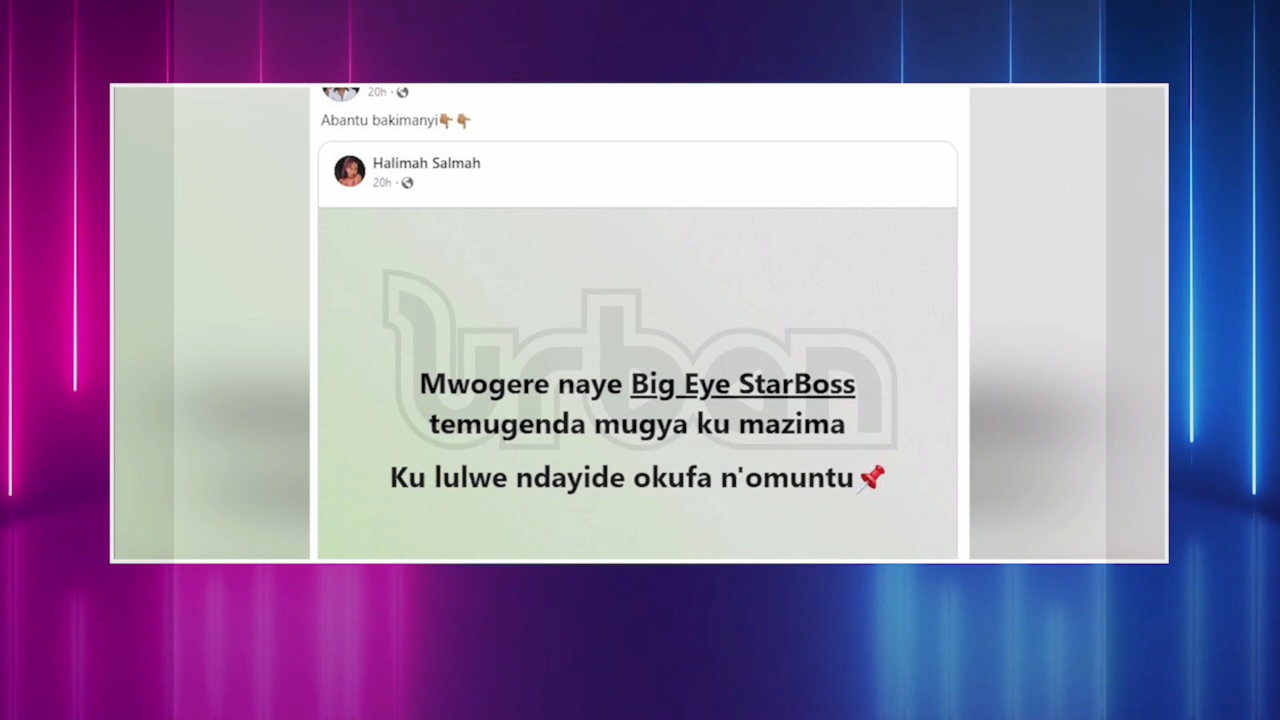 20h ·
Abantu bakimanyi👇🏾👇🏾
Halimah Salmah
20h ·
urban
Mwogere naye Big Eye StarBoss
temugenda mugya ku mazima
Ku lulwe ndayide okufa n'omuntu📌